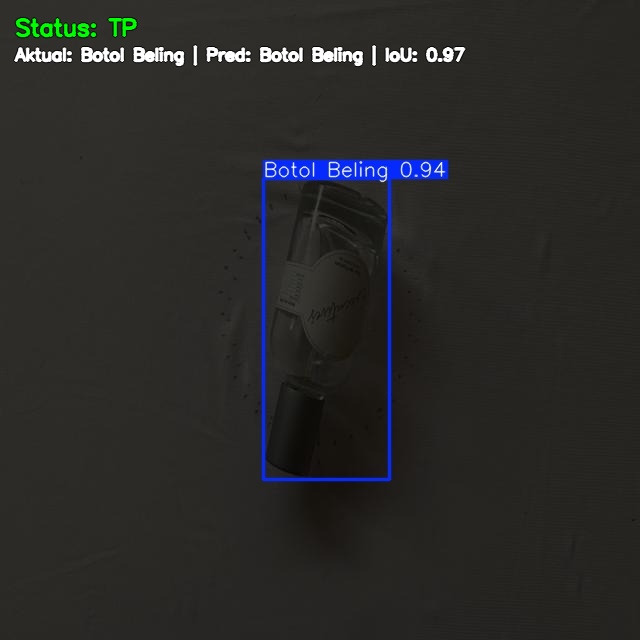 Status: TP
Aktual: Botol Beling | Pred: Botol Beling | IoU: 0.97
Botol Beling 0.94